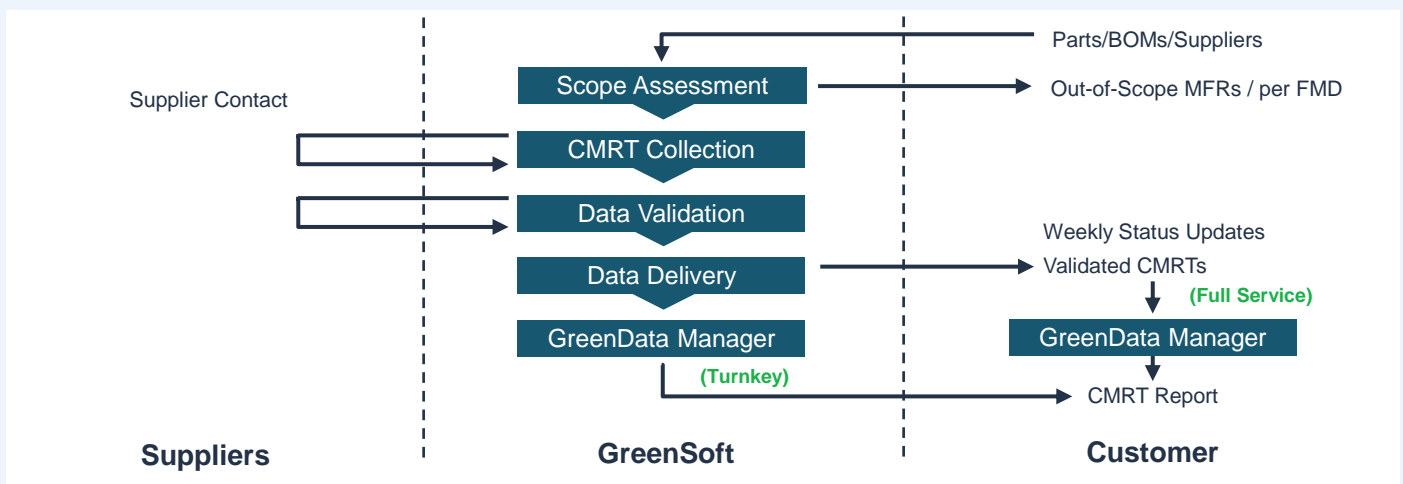 Parts/BOMs/Suppliers
Scope Assessment
Out-of-Scope MFRs / per FMD
Supplier Contact
CMRT Collection
Data Validation
Weekly Status Updates
Data Delivery
Validated CMRTs
(Full Service)
GreenData Manager
GreenData Manager
(Turnkey)
CMRT Report
Suppliers
GreenSoft
Customer